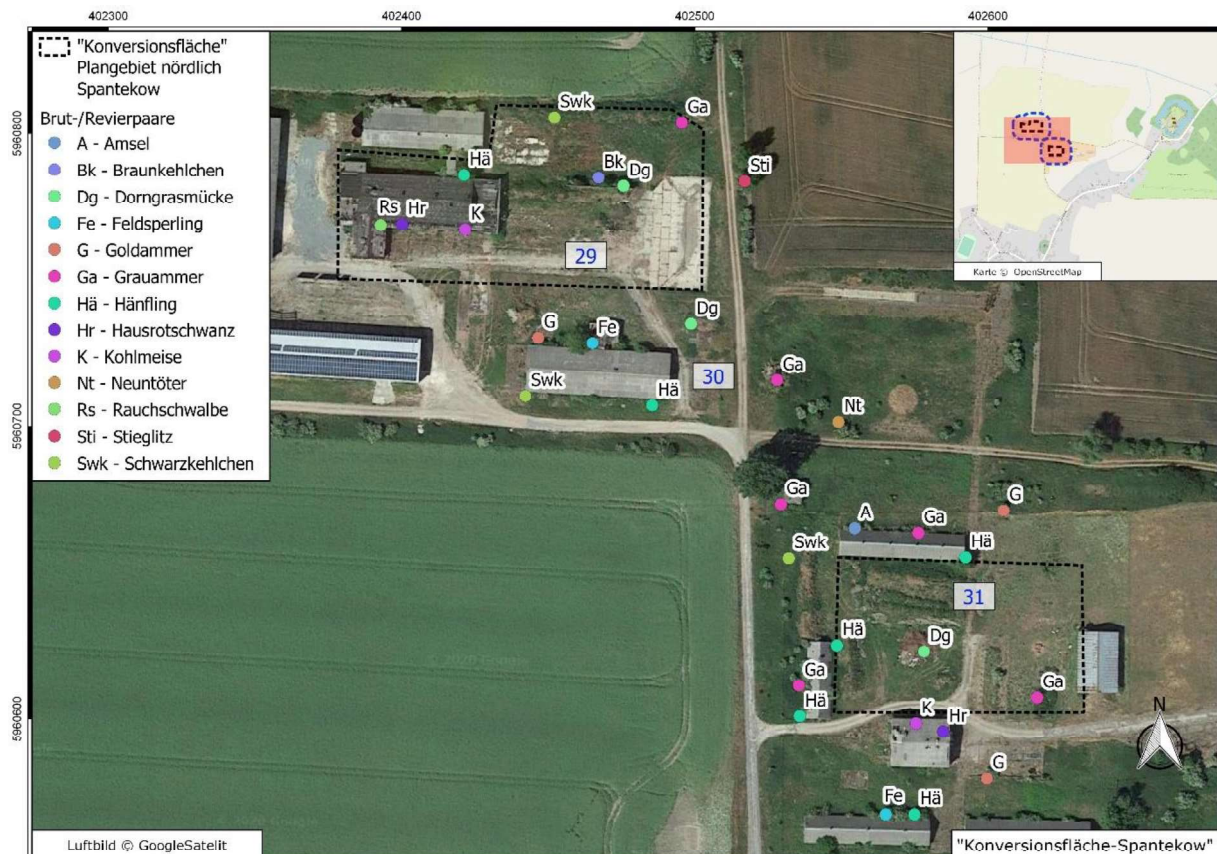 402300
402400
402500
402600
5960800
5960700
5960600
"Konversionsfläche"
Plangebiet nördlich
Spantekow
Brut-/Revierpaare
A - Amsel
Bk - Braunkehlchen
Dg - Dorngrasmücke
Fe - Feldsperling
G - Goldammer
Ga - Grauammer
Hä - Hänfling
Hr - Hausrotschwanz
K - Kohlmeise
Nt - Neuntöter
Rs - Rauchschwalbe
Sti - Stieglitz
Swk - Schwarzkehlchen
Karte © OpenStreetMap
Swk
Ga
Hä
Bk
Dg
Sti
Rs
Hr
K
29
Dg
G
Fe
30
Swk
Hä
Ga
Nt
Ga
G
A
Ga
Swk
Hä
31
Hä
Dg
Ga
Ga
Hä
K
Hr
N
G
Fe
Hä
Luftbild © GoogleSatelit
"Konversionsfläche-Spantekow"